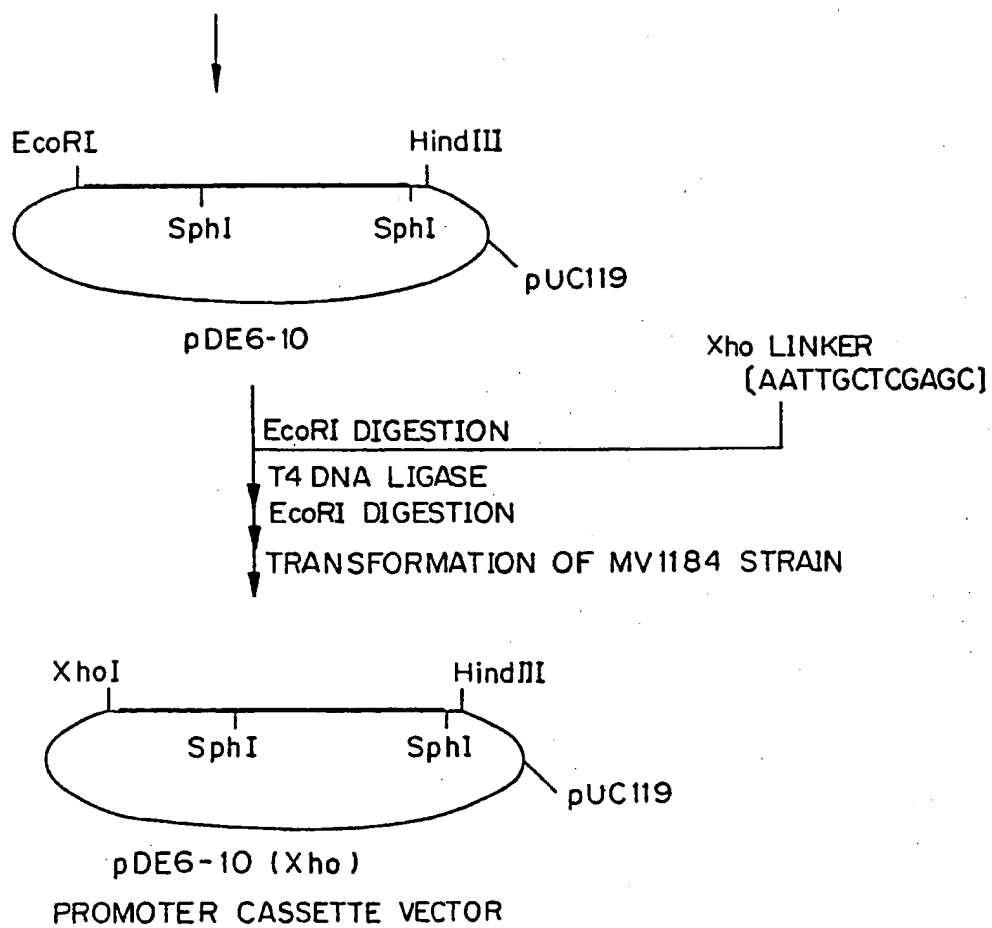 EcoRI
HindIII
SphI
SphI
pUC119
pDE6-10
Xho LINKER
[AATTGCTCGAGC]
EcoRI DIGESTION
T4 DNA LIGASE
EcoRI DIGESTION
TRANSFORMATION OF MV1184 STRAIN
XhoI
HindIII
SphI
SphI
pUC119
pDE6-10 (Xho)
PROMOTER CASSETTE VECTOR